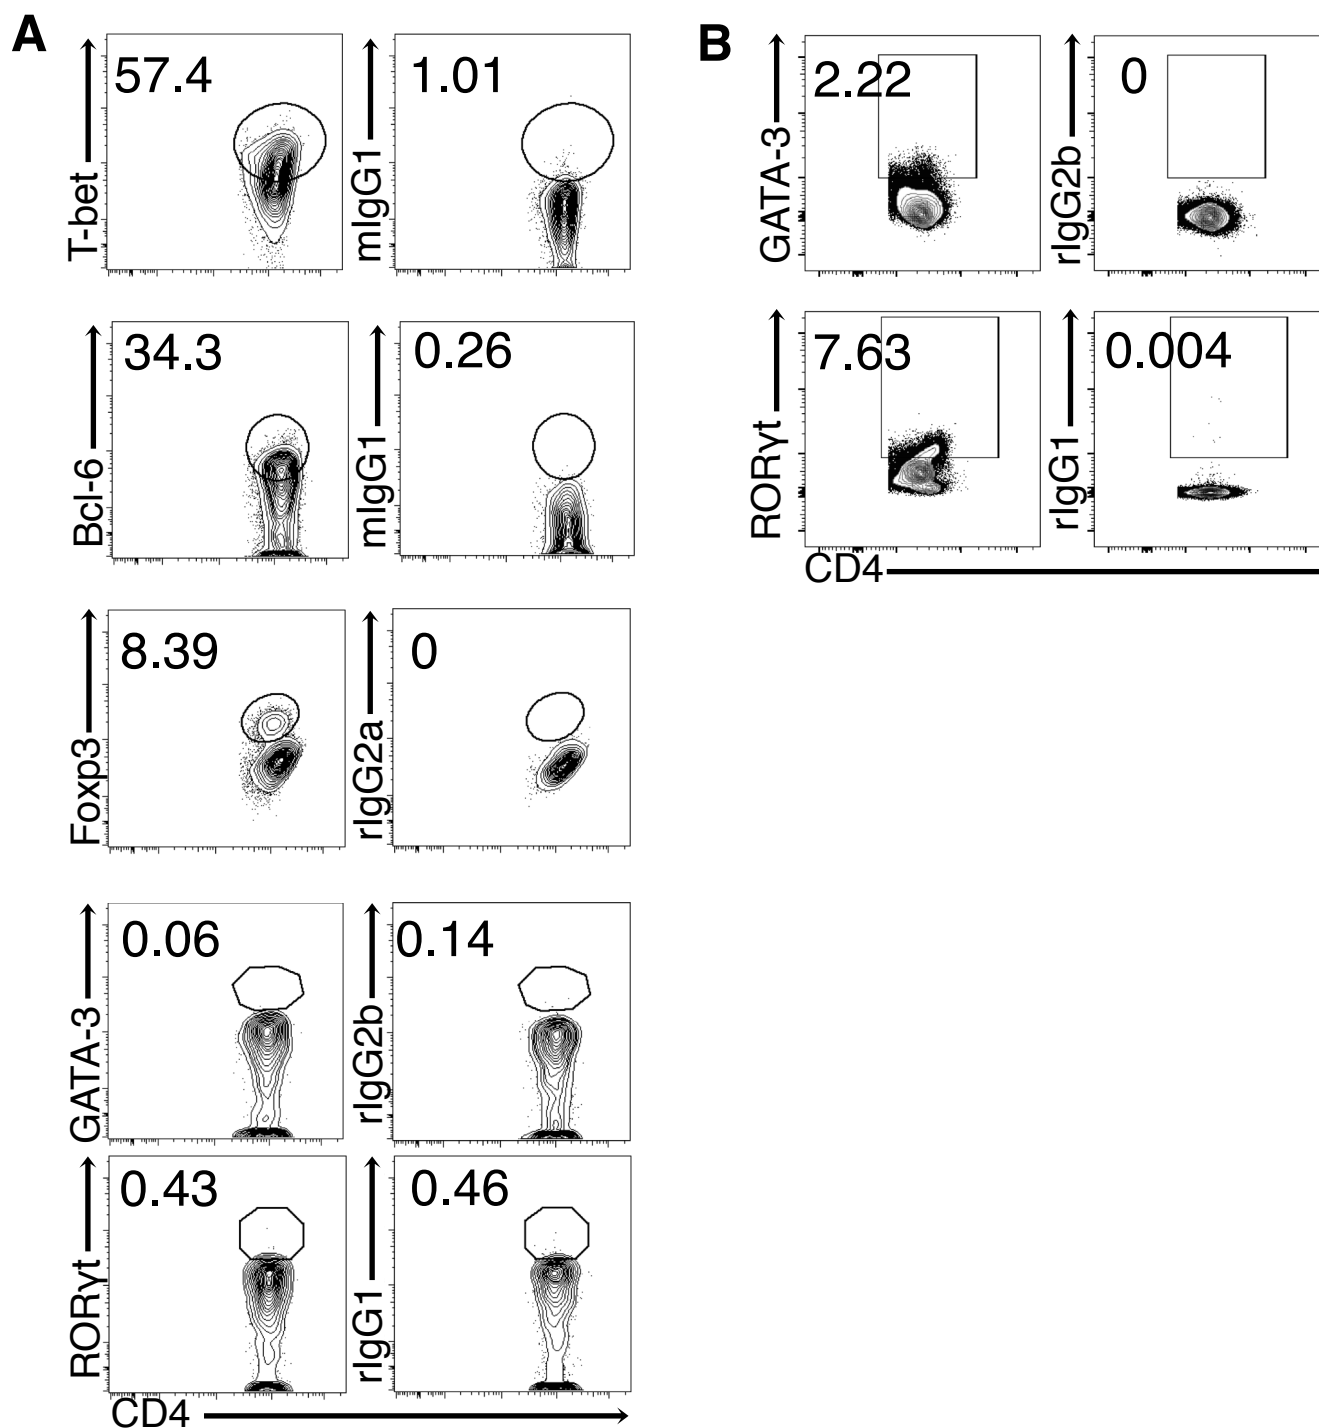 A
B
57.4
T-bet
1.01
mIgG1
2.22
GATA-3
0
rIgG2b
34.3
Bcl-6
0.26
mIgG1
7.63
RORγt
0.004
rIgG1
CD4
8.39
Foxp3
0
rIgG2a
0.06
GATA-3
0.14
rIgG2b
0.43
RORγt
0.46
rIgG1
CD4